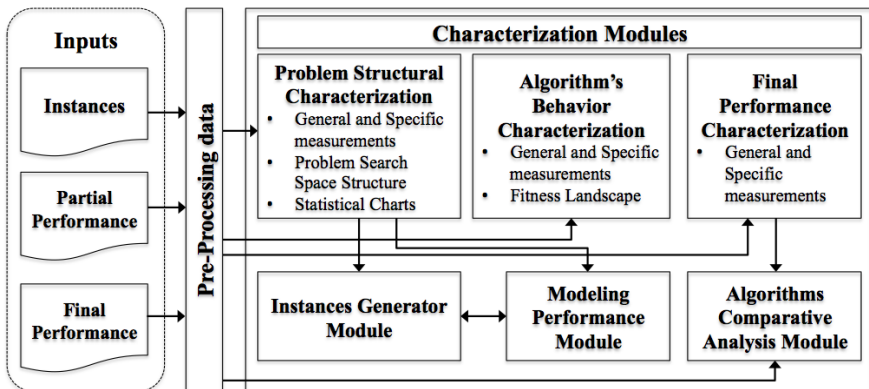 Inputs
Instances
Partial
Performance
Final
Performance
Pre-Processing data
Characterization Modules
Problem Structural
Characterization
• General and Specific
measurements
• Problem Search
Space Structure
• Statistical Charts
Algorithm's
Behavior
Characterization
• General and Specific
measurements
• Fitness Landscape
Final
Performance
Characterization
• General and
Specific
measurements
Instances Generator
Module
Modeling
Performance
Module
Algorithms
Comparative
Analysis Module